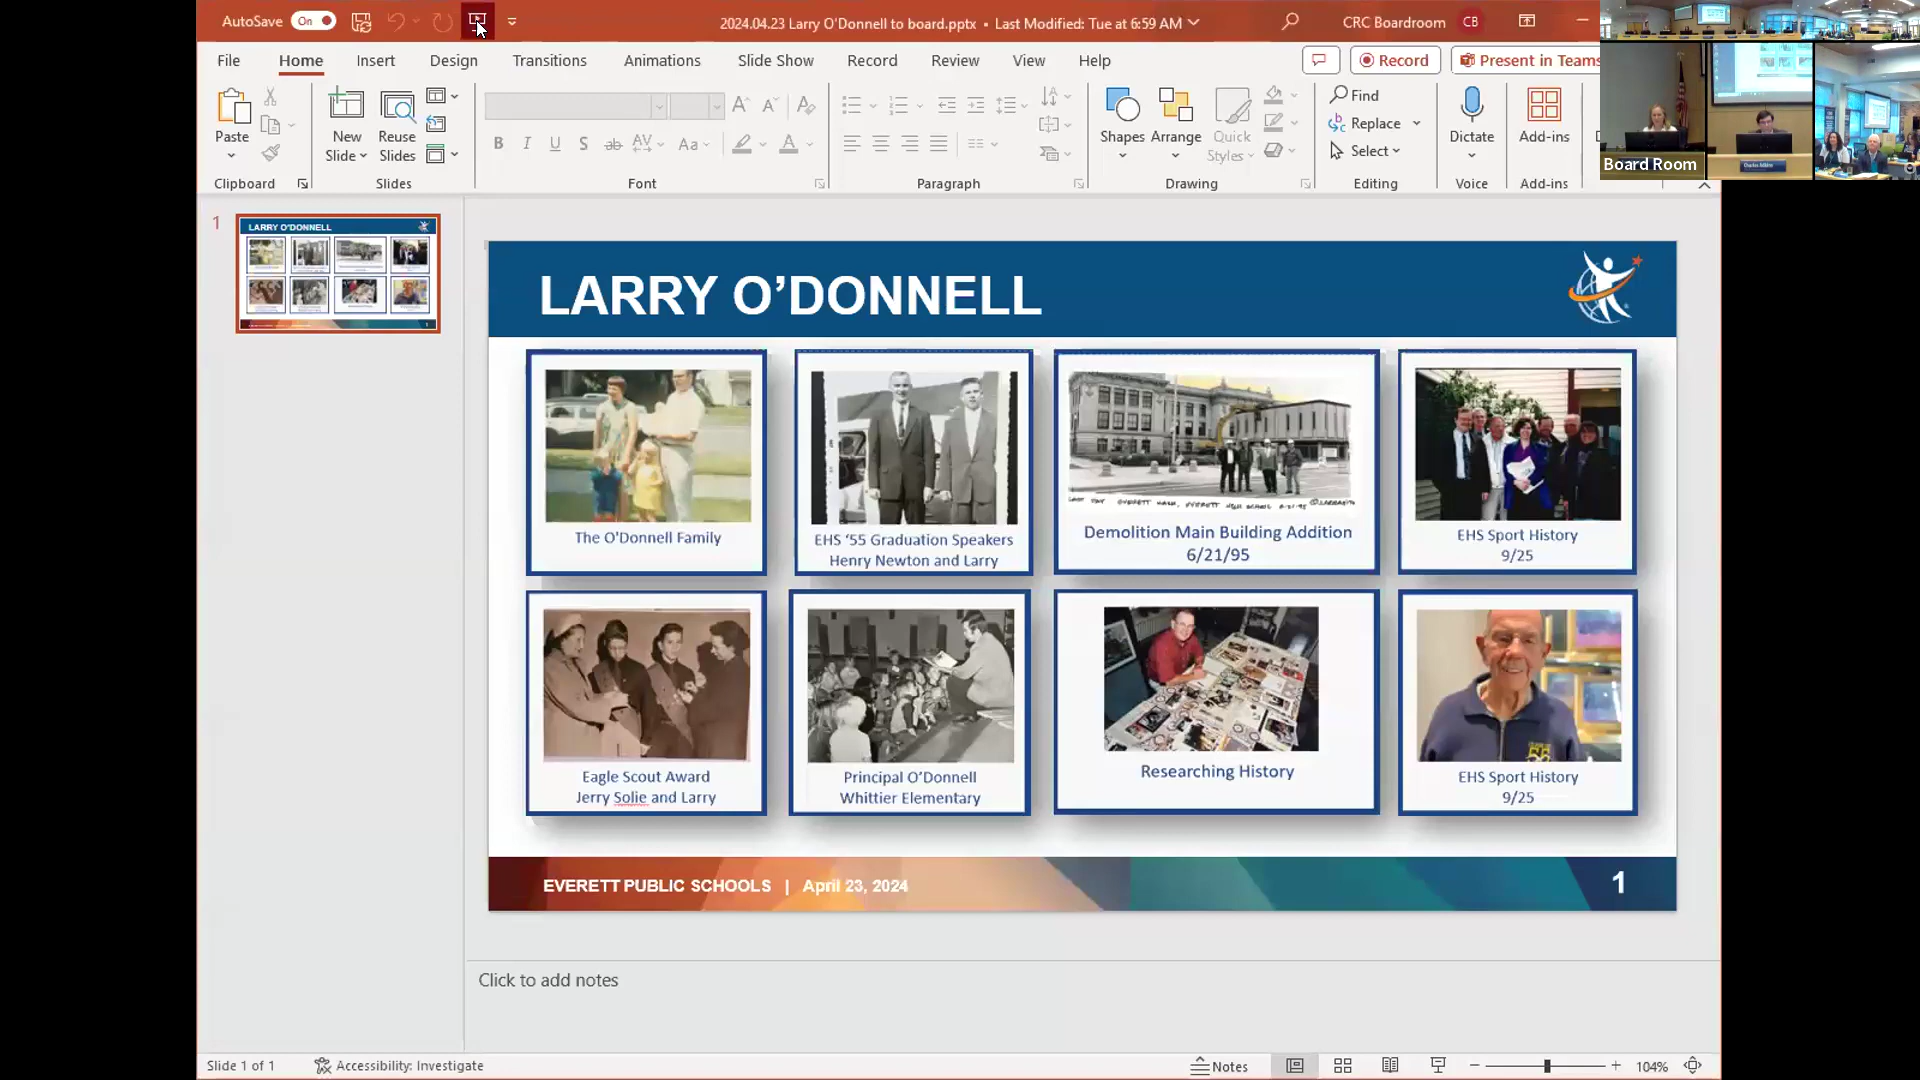 AutoSave On
2024.04.23 Larry O'Donnell to board.pptx • Last Modified: Tue at 6:59 AM
CRC Boardroom CB
File Home Insert Design Transitions Animations Slide Show Record Review View Help
Record
Present in Teams
Paste
New Slide
Reuse Slides
B I U S ab AV Aa A
Shapes Arrange Quick Styles
Find
Replace
Select
Dictate
Add-ins
Clipboard Slides Font Paragraph Drawing Editing Voice Add-ins
Board Room
1
LARRY O'DONNELL
LARRY O’DONNELL
The O'Donnell Family
EHS ‘55 Graduation Speakers
Henry Newton and Larry
Demolition Main Building Addition
6/21/95
EHS Sport History
9/25
Eagle Scout Award
Jerry Solie and Larry
Principal O’Donnell
Whittier Elementary
Researching History
EHS Sport History
9/25
EVERETT PUBLIC SCHOOLS | April 23, 2024
1
Click to add notes
Slide 1 of 1
Accessibility: Investigate
Notes
104%